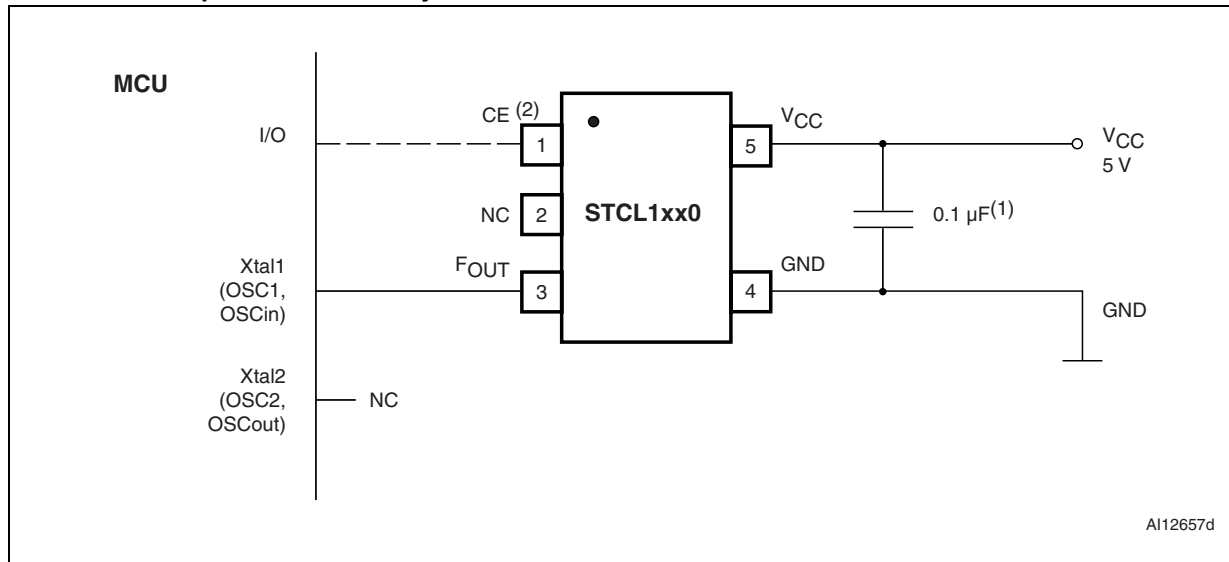 MCU
I/O
CE (2)
1
NC
2
FOUT
3
Xtal1
(OSC1,
OSCin)
Xtal2
(OSC2,
OSCout)
NC
STCL1xx0
VCC
5
GND
4
0.1 µF(1)
VCC
5 V
GND
AI12657d